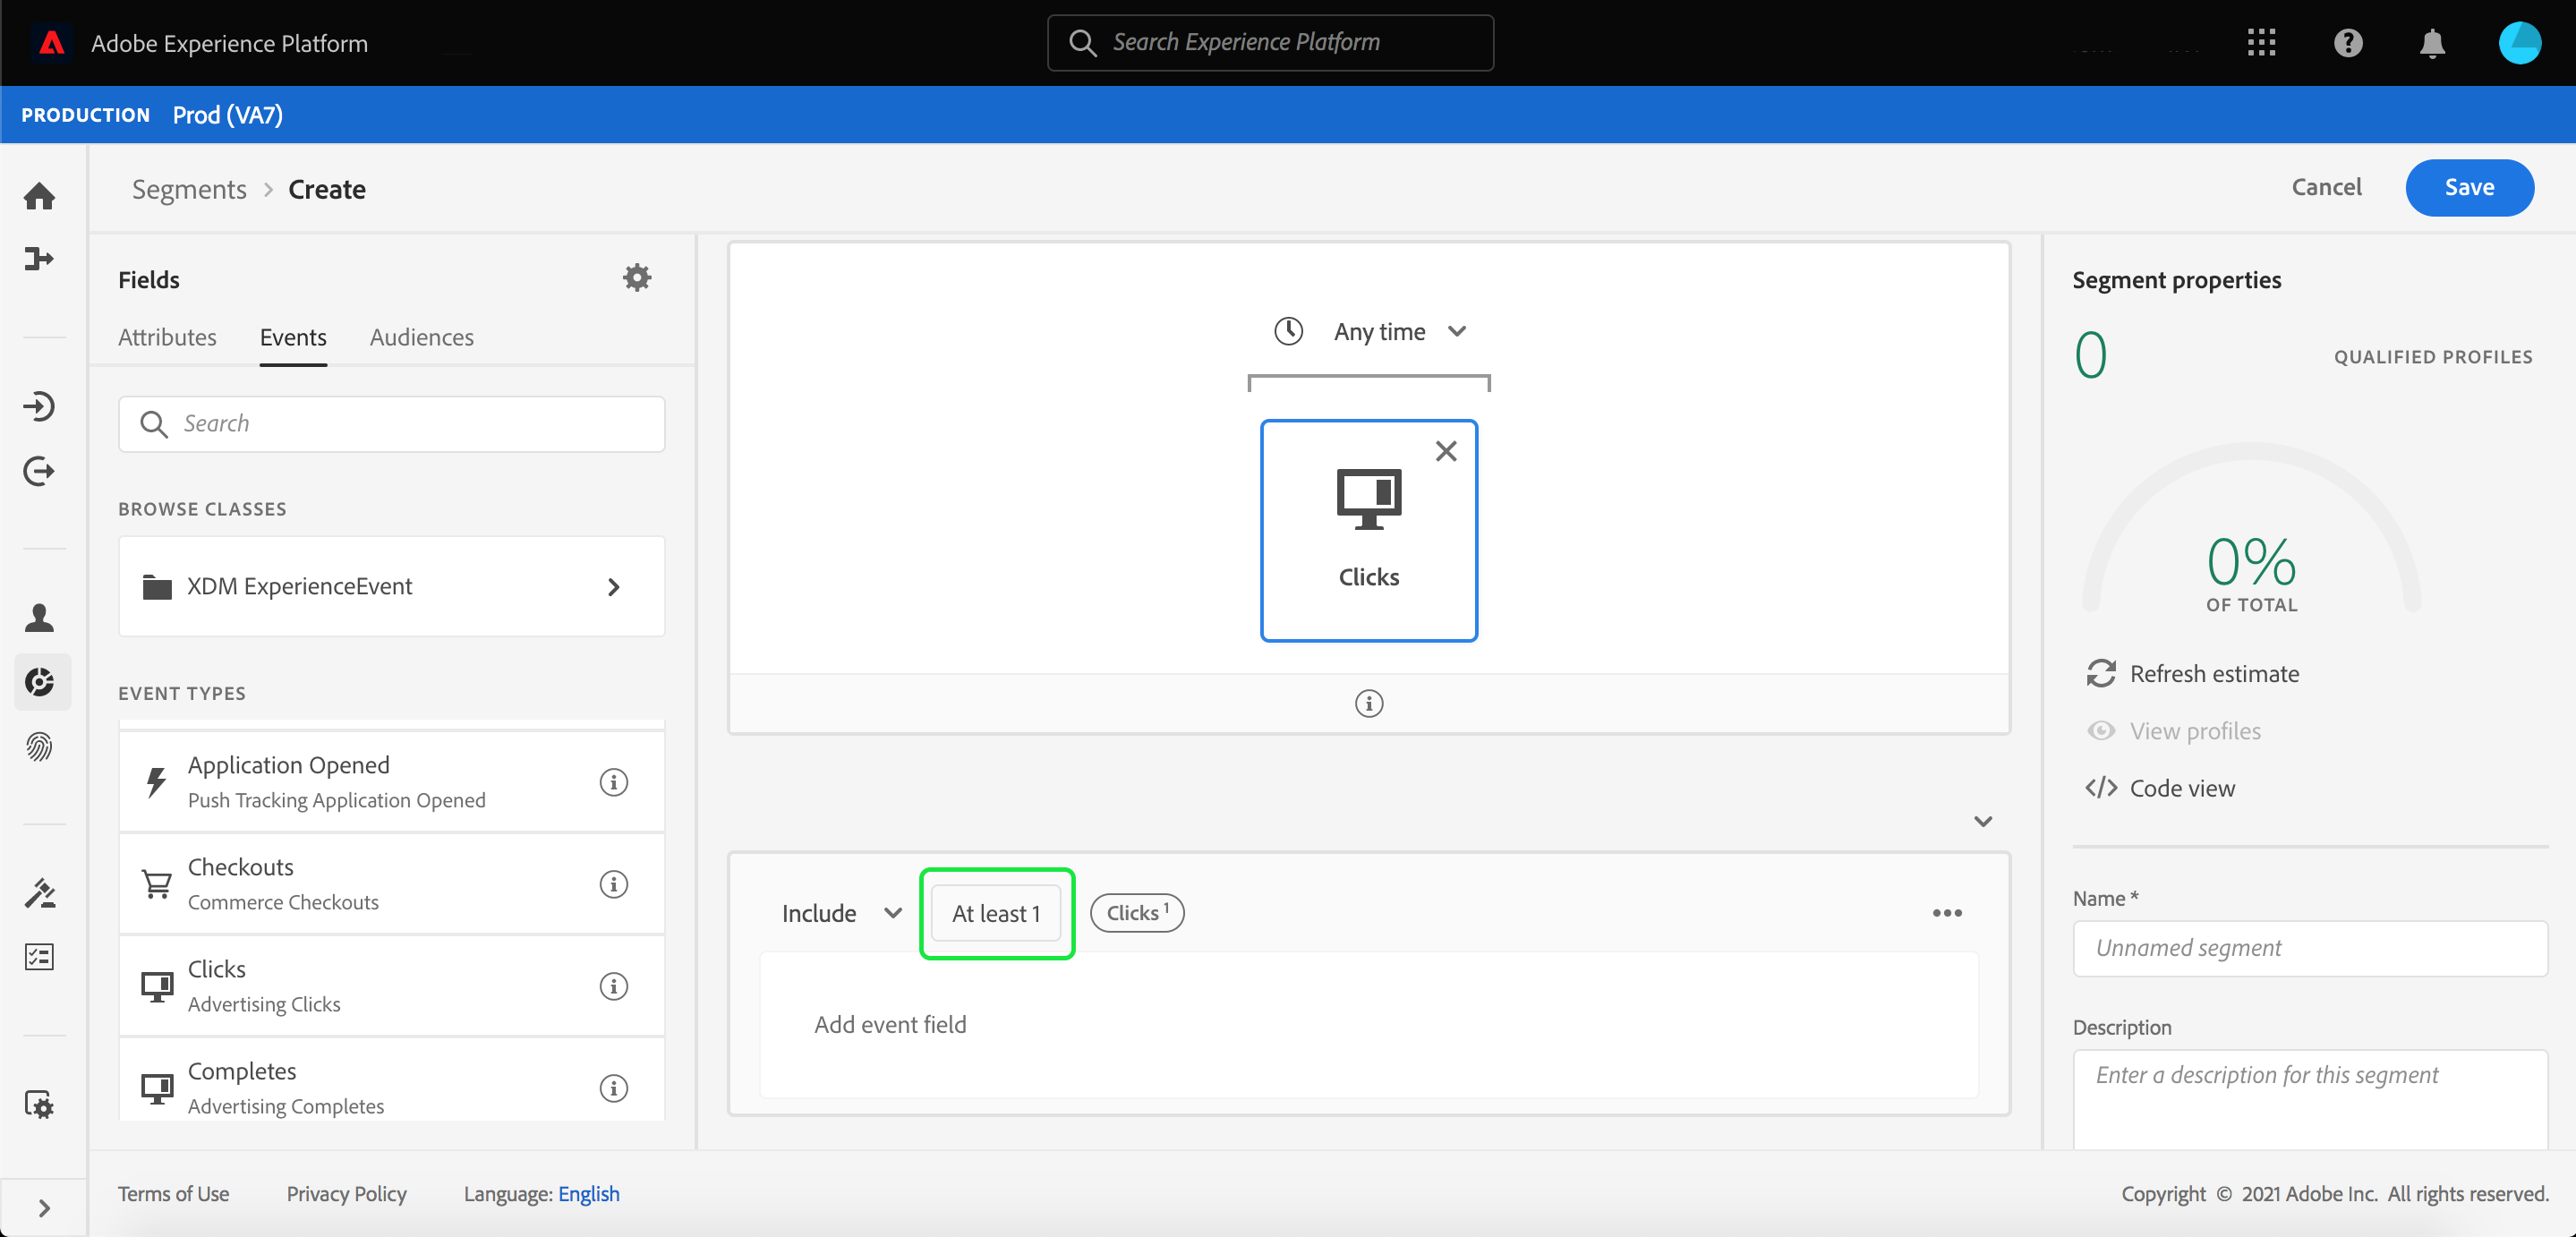 Adobe Experience Platform
Search Experience Platform
PRODUCTION Prod (VA7)
Segments > Create
Cancel
Save
Fields
Attributes Events Audiences
Search
BROWSE CLASSES
XDM ExperienceEvent
EVENT TYPES
Application Opened
Push Tracking Application Opened
Checkouts
Commerce Checkouts
Clicks
Advertising Clicks
Completes
Advertising Completes
Any time
Clicks
Include
At least 1
Clicks 1
Add event field
Segment properties
0 QUALIFIED PROFILES
0%
OF TOTAL
Refresh estimate
View profiles
</> Code view
Name *
Unnamed segment
Description
Enter a description for this segment
Terms of Use Privacy Policy Language: English
Copyright © 2021 Adobe Inc. All rights reserved.